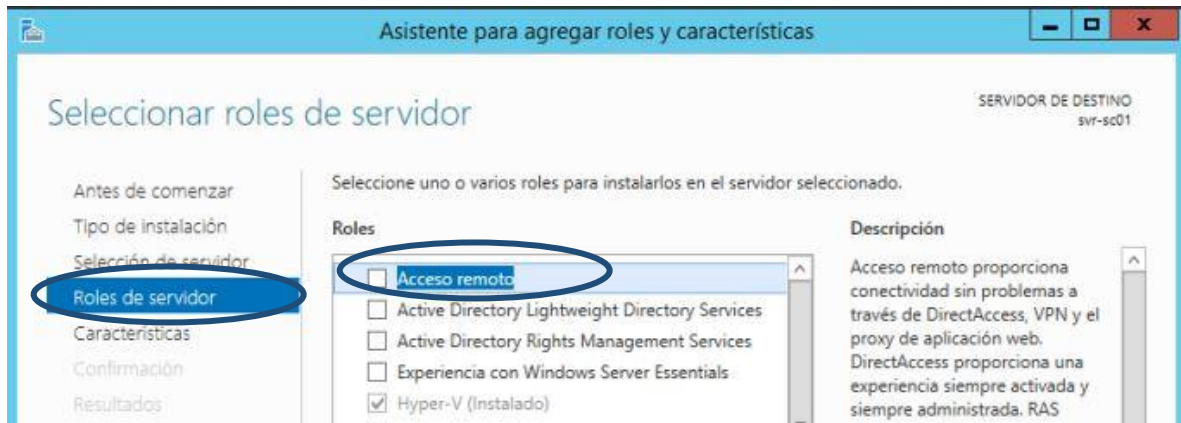 Asistente para agregar roles y características
Seleccionar roles de servidor
SERVIDOR DE DESTINO
svr-sc01
Antes de comenzar
Tipo de instalación
Selección de servidor
Roles de servidor
Características
Confirmación
Resultados
Seleccione uno o varios roles para instalarlos en el servidor seleccionado.
Roles
Acceso remoto
Active Directory Lightweight Directory Services
Active Directory Rights Management Services
Experiencia con Windows Server Essentials
Hyper-V (Instalado)
Descripción
Acceso remoto proporciona
conectividad sin problemas a
través de DirectAccess, VPN y el
proxy de aplicación web.
DirectAccess proporciona una
experiencia siempre activada y
siempre administrada. RAS